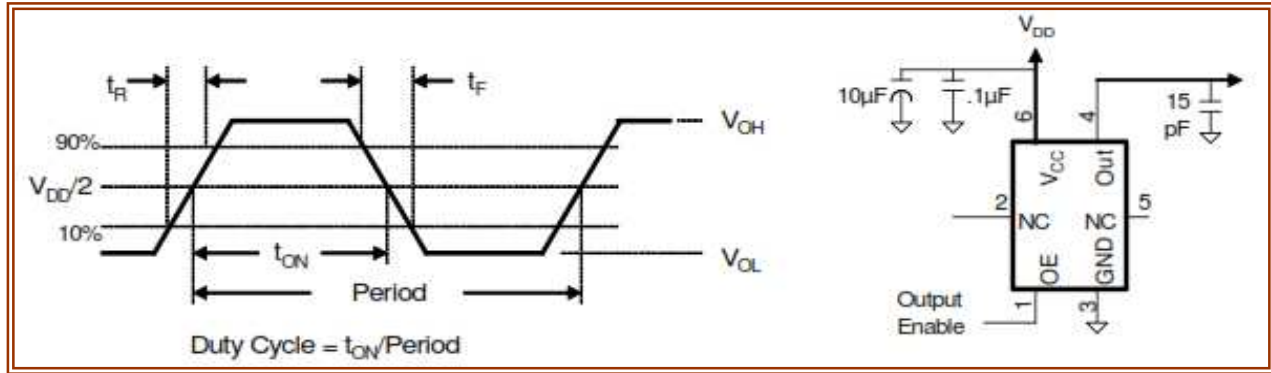 tR
tF
90%
VDD/2
10%
VOH
VOL
tON
Period
Duty Cycle = tON/Period
VDD
10µF
.1µF
15
pF
6
4
VCC
Out
2
NC
NC
5
OE
GND
Output
Enable
1
3